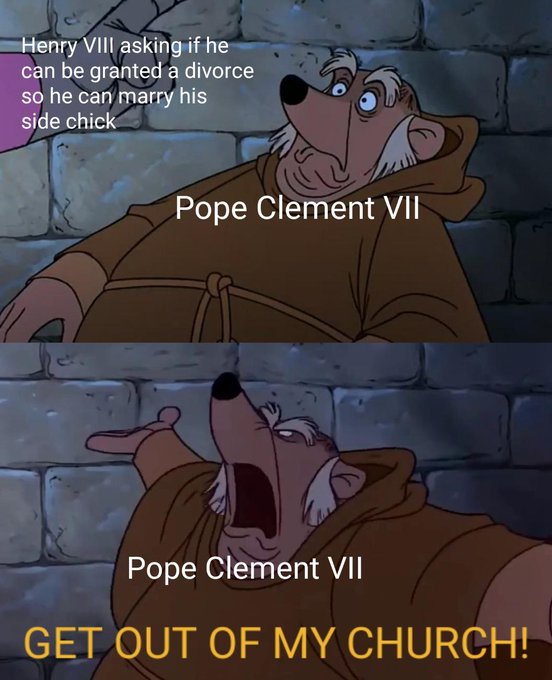 Henry VIII asking if he
can be granted a divorce
so he can marry his
side chick
Pope Clement VII
Pope Clement VII
GET OUT OF MY CHURCH!